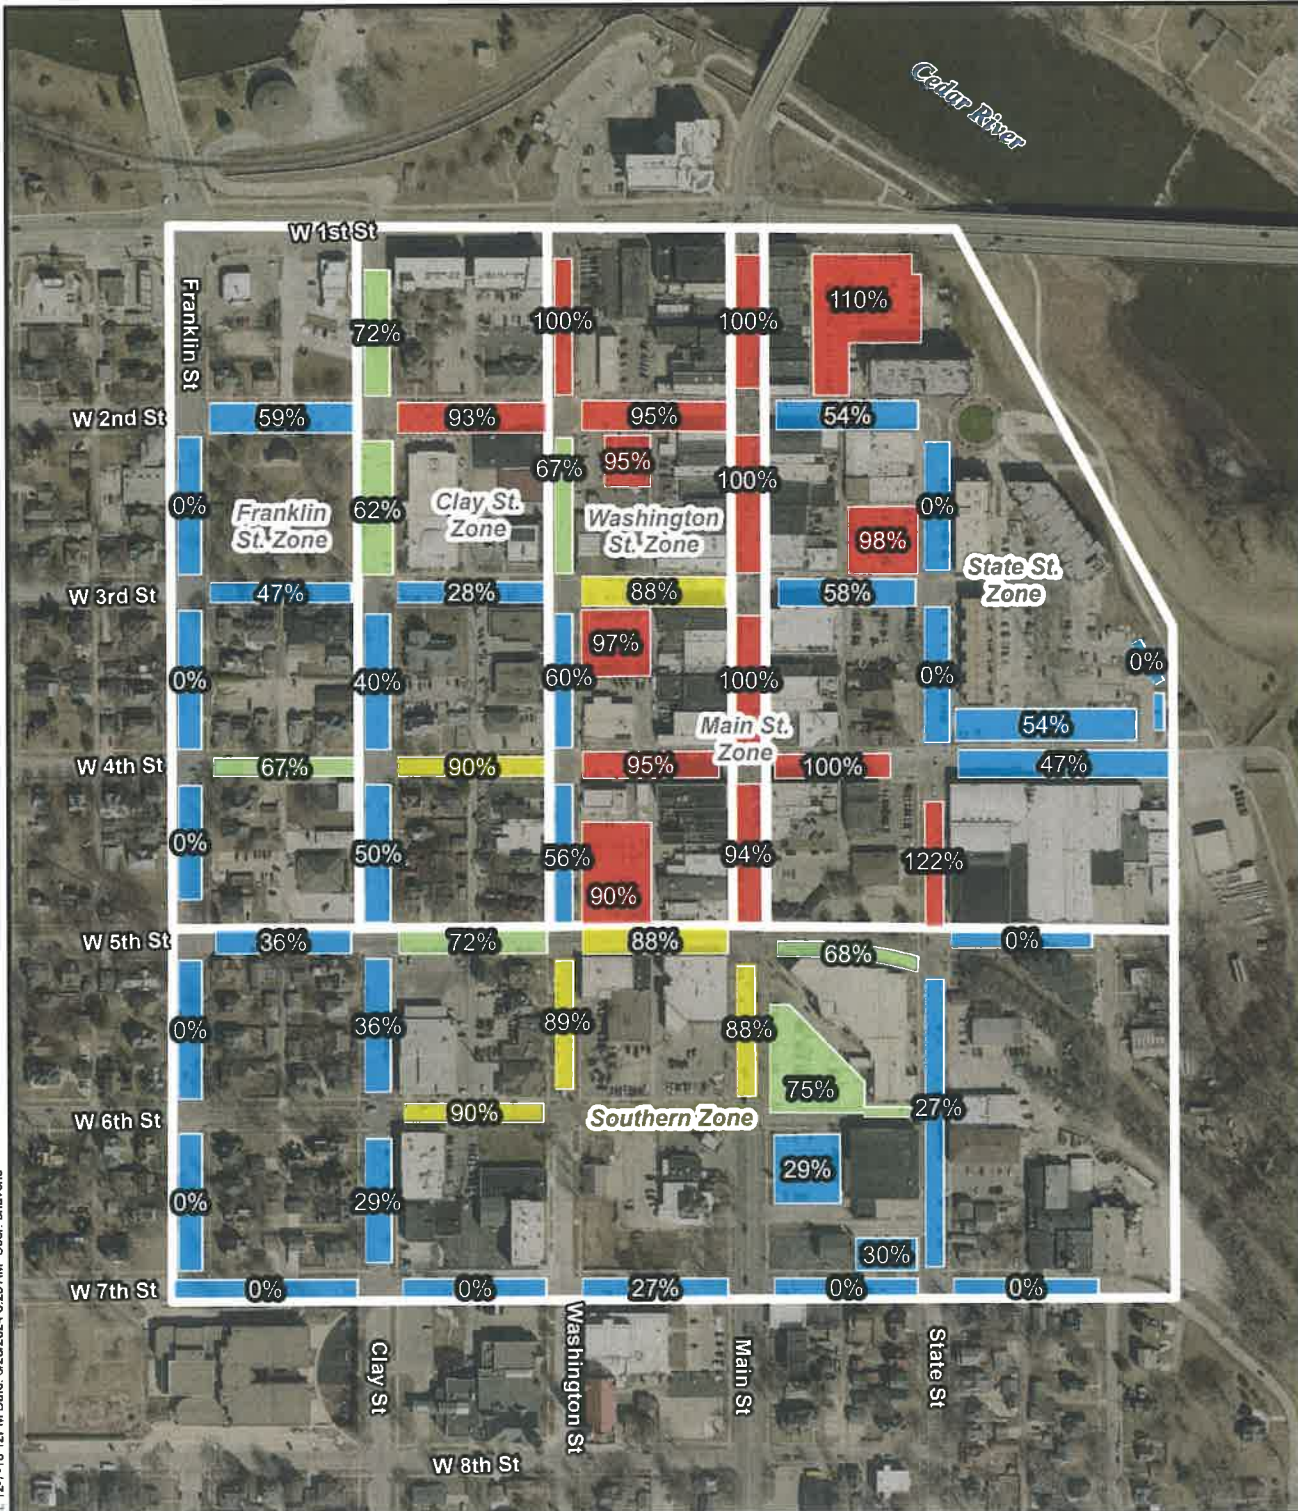 Cedar River
W 1st St
Franklin St
72%
100%
100%
110%
W 2nd St
59%
93%
95%
54%
0%
Franklin
St. Zone
62%
Clay St.
Zone
67%
95%
Washington
St. Zone
100%
98%
0%
State St.
Zone
W 3rd St
47%
28%
88%
58%
0%
40%
60%
97%
100%
0%
0%
Main St.
Zone
54%
W 4th St
67%
90%
95%
100%
47%
0%
50%
56%
90%
94%
122%
W 5th St
36%
72%
88%
68%
0%
0%
36%
89%
88%
75%
27%
W 6th St
90%
Southern Zone
0%
29%
29%
30%
W 7th St
0%
0%
27%
0%
0%
Clay St
Washington St
Main St
State St
W 8th St